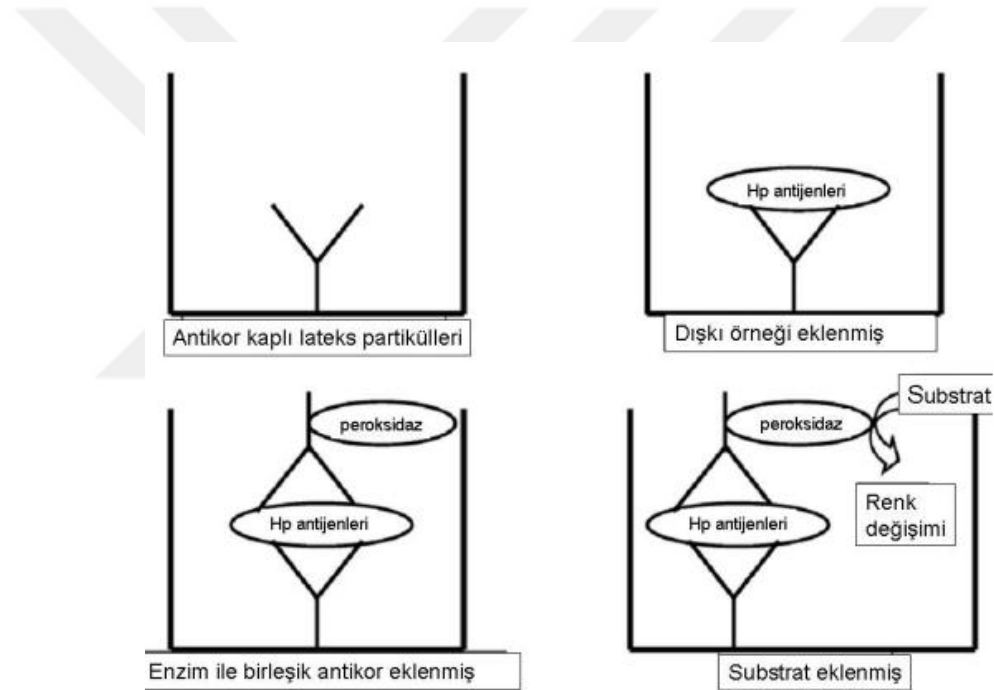 Hp antijenleri
Antikor kaplı lateks partikülleri
Dışkı örneği eklenmiş
peroksidaz
Hp antijenleri
Enzim ile birleşik antikor eklenmiş
Substrat
peroksidaz
Hp antijenleri
Renk
değişimi
Substrat eklenmiş